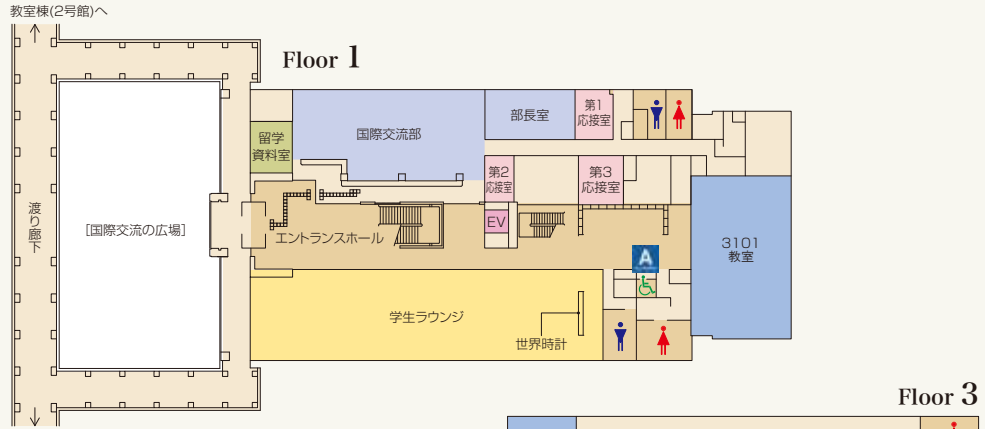 教室棟(2号館)へ
Floor 1
留学
資料室
国際交流部
部長室
第1
応接室
第2
応接室
第3
応接室
EV
渡り廊下
[国際交流の広場]
エントランスホール
A
3101
教室
学生ラウンジ
世界時計
Floor 3